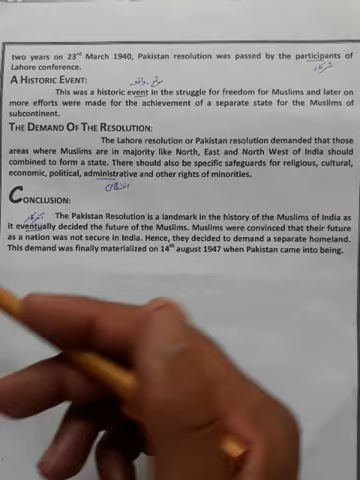 two years on 23rd March 1940, Pakistan resolution was passed by the participants of
شرکاء
Lahore conference.
A HISTORIC EVENT:
موقع۔واقعہ
This was a historic event in the struggle for freedom for Muslims and later on
more efforts were made for the achievement of a separate state for the Muslims of
subcontinent.
THE DEMAND OF THE RESOLUTION:
The Lahore resolution or Pakistan resolution demanded that those
areas where Muslims are in majority like North, East and North West of India should
combined to form a state. There should also be specific safeguards for religious, cultural,
economic, political, administrative and other rights of minorities.
انتظامی
CONCLUSION:
آخرکار
The Pakistan Resolution is a landmark in the history of the Muslims of India as
it eventually decided the future of the Muslims. Muslims were convinced that their future
as a nation was not secure in India. Hence, they decided to demand a separate homeland.
This demand was finally materialized on 14th august 1947 when Pakistan came into being.